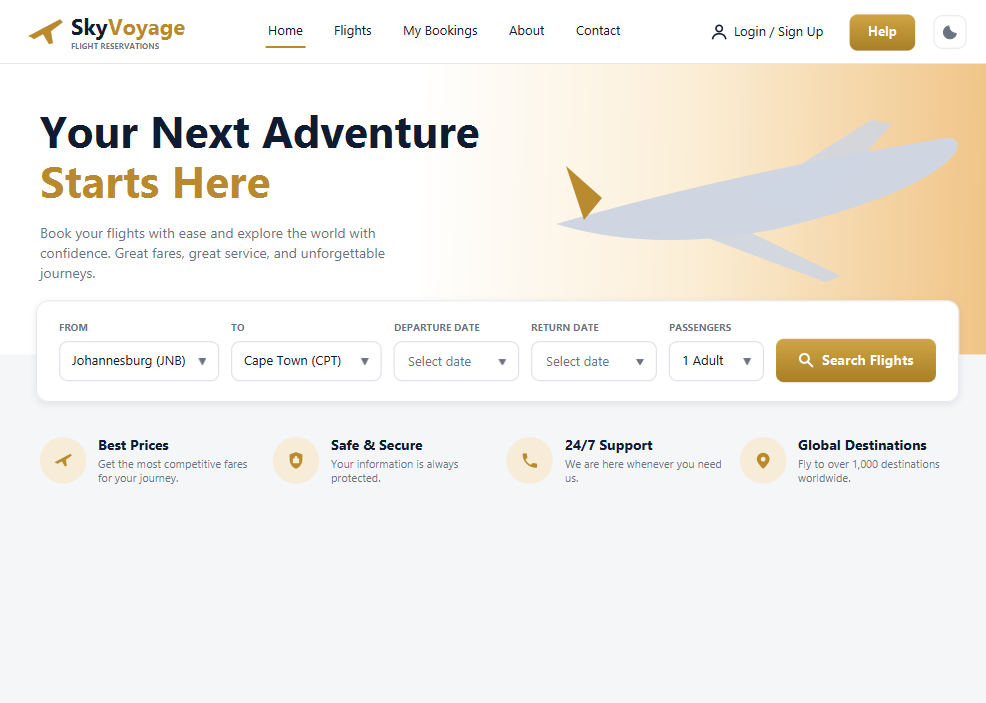 SkyVoyage
FLIGHT RESERVATIONS
Home
Flights
My Bookings
About
Contact
Login / Sign Up
Help
Your Next Adventure
Starts Here
Book your flights with ease and explore the world with
confidence. Great fares, great service, and unforgettable
journeys.
FROM
Johannesburg (JNB)
TO
Cape Town (CPT)
DEPARTURE DATE
Select date
RETURN DATE
Select date
PASSENGERS
1 Adult
Search Flights
Best Prices
Get the most competitive fares
for your journey.
Safe & Secure
Your information is always
protected.
24/7 Support
We are here whenever you need
us.
Global Destinations
Fly to over 1,000 destinations
worldwide.